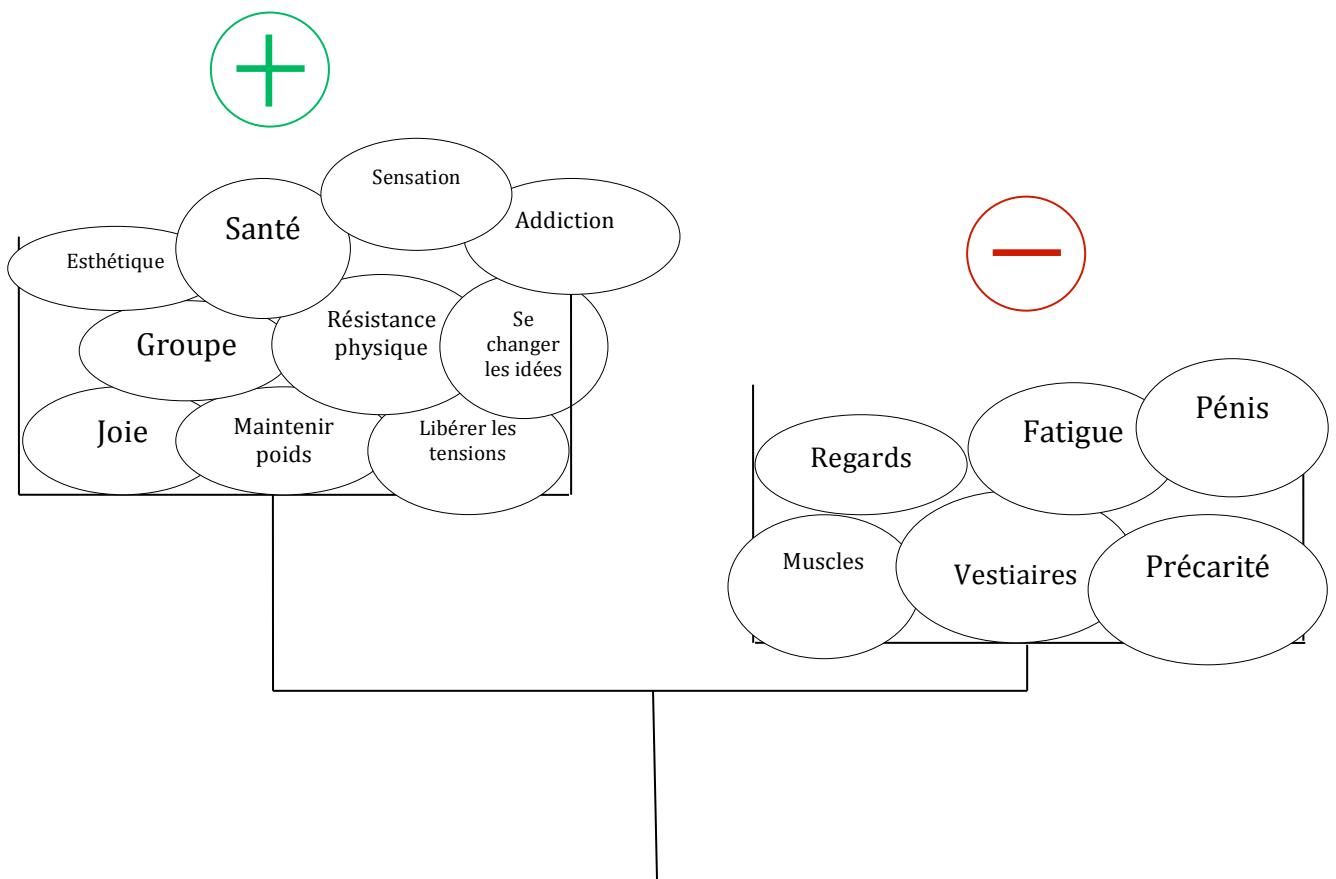 Sensation
Santé
Addiction
Esthétique
Résistance
physique
Se
changer
les idées
Groupe
Joie
Maintenir
poids
Libérer les
tensions
Pénis
Fatigue
Regards
Muscles
Vestiaires
Précarité